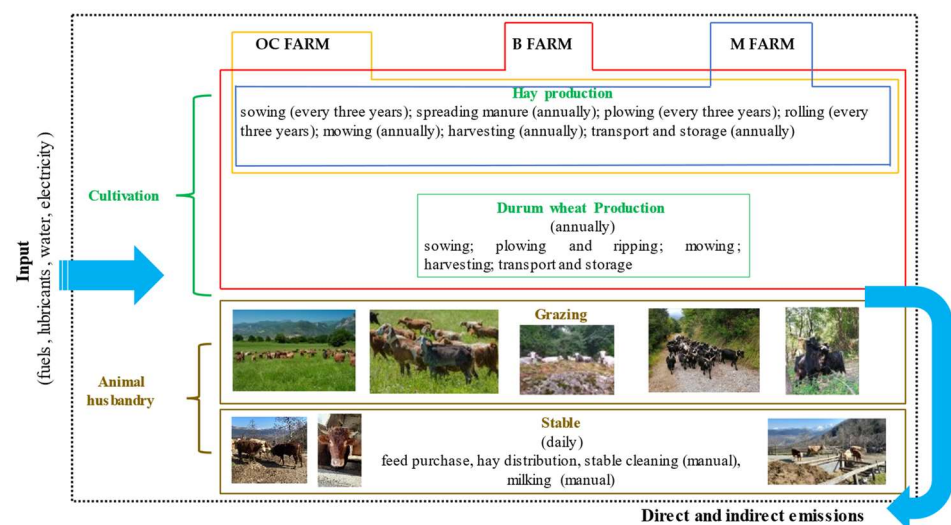 OC FARM
B FARM
M FARM
Hay production
sowing (every three years); spreading manure (annually); plowing (every three years); rolling (every
three years); mowing (annually); harvesting (annually); transport and storage (annually)
Cultivation
Durum wheat Production
(annually)
sowing; plowing and ripping; mowing;
harvesting; transport and storage
Input
(fuels, lubricants, water, electricity)
Grazing
Animal
husbandry
Stable
(daily)
feed purchase, hay distribution, stable cleaning (manual),
milking (manual)
Direct and indirect emissions